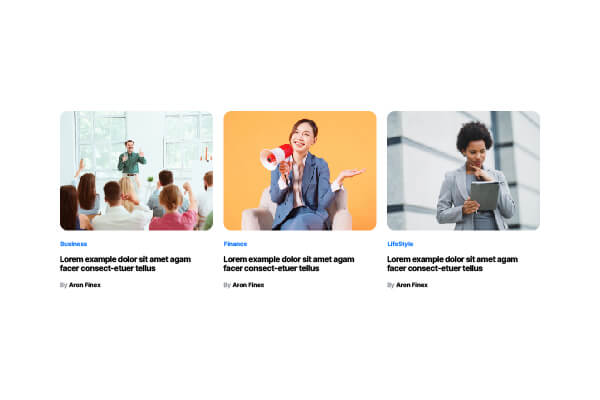 Business
Lorem example dolor sit amet agam
facer consect-etuer tellus
By Aron Finex
Finance
Lorem example dolor sit amet agam
facer consect-etuer tellus
By Aron Finex
LifeStyle
Lorem example dolor sit amet agam
facer consect-etuer tellus
By Aron Finex